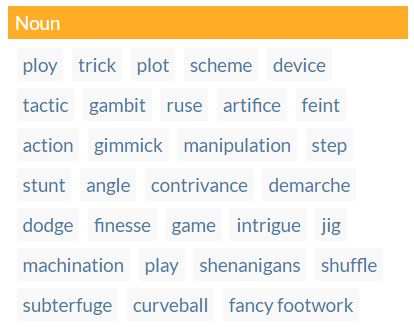 Noun
ploy trick plot scheme device
tactic gambit ruse artifice feint
action gimmick manipulation step
stunt angle contrivance demarche
dodge finesse game intrigue jig
machination play shenanigans shuffle
subterfuge curveball fancy footwork